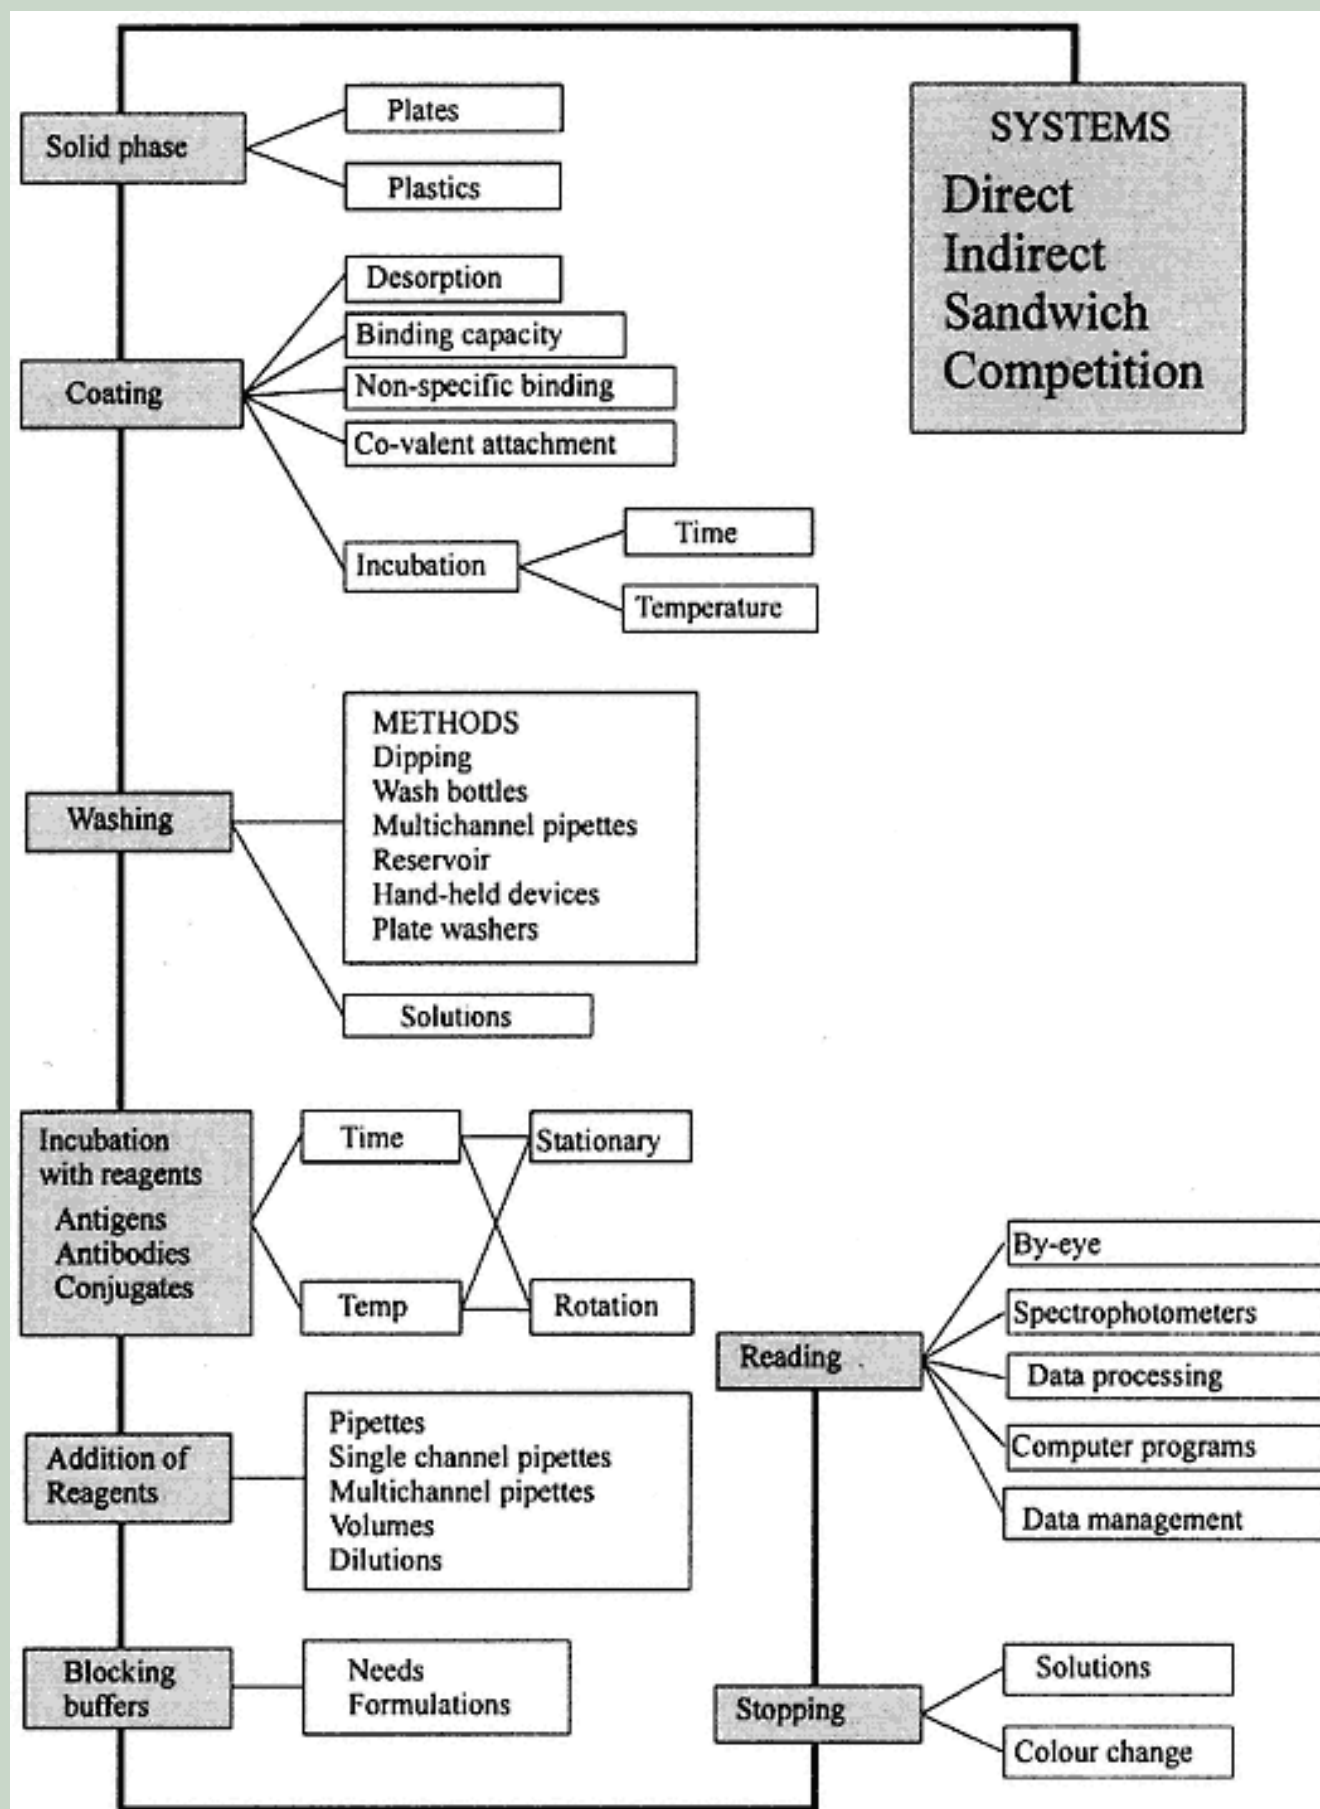 SYSTEMS
Direct
Indirect
Sandwich
Competition
Solid phase
Plates
Plastics
Coating
Desorption
Binding capacity
Non-specific binding
Co-valent attachment
Incubation
Time
Temperature
Washing
METHODS
Dipping
Wash bottles
Multichannel pipettes
Reservoir
Hand-held devices
Plate washers
Solutions
Incubation
with reagents
Antigens
Antibodies
Conjugates
Time
Temp
Stationary
Rotation
Addition of
Reagents
Pipettes
Single channel pipettes
Multichannel pipettes
Volumes
Dilutions
Blocking
buffers
Needs
Formulations
Stopping
Solutions
Colour change
Reading
By-eye
Spectrophotometers
Data processing
Computer programs
Data management